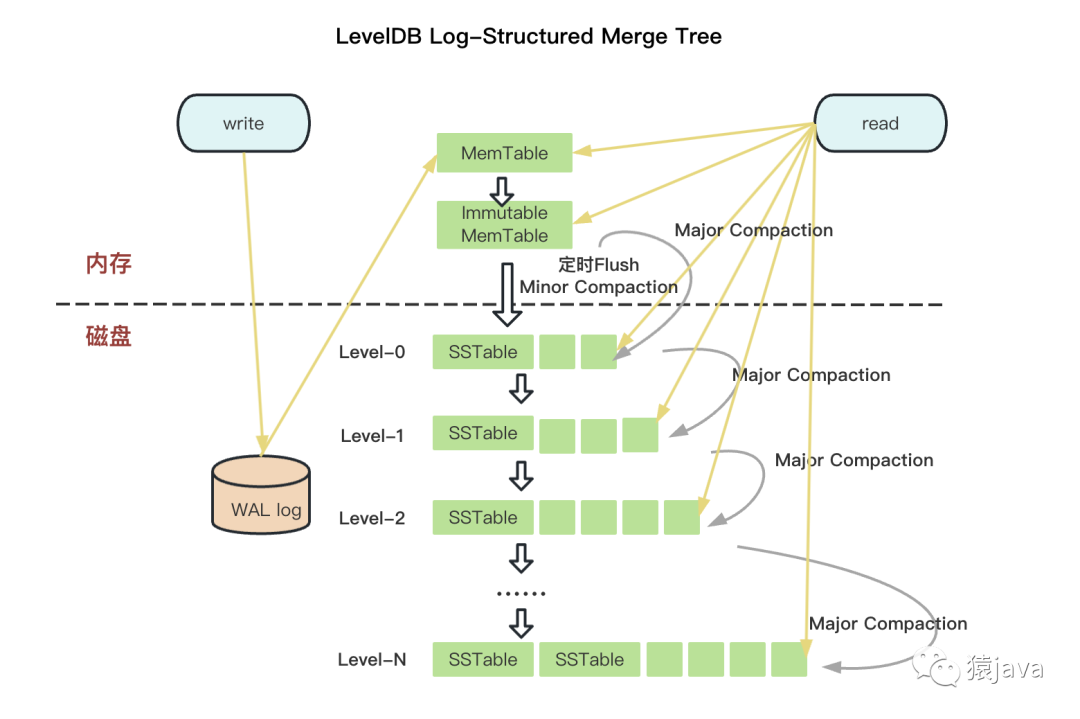 LevelDB Log-Structured Merge Tree
write
read
MemTable
Immutable
MemTable
Major Compaction
内存
定时Flush
Minor Compaction
磁盘
Level-0
SSTable
Major Compaction
Level-1
SSTable
Major Compaction
WAL log
Level-2
SSTable
......
Major Compaction
Level-N
SSTable
SSTable
猿java